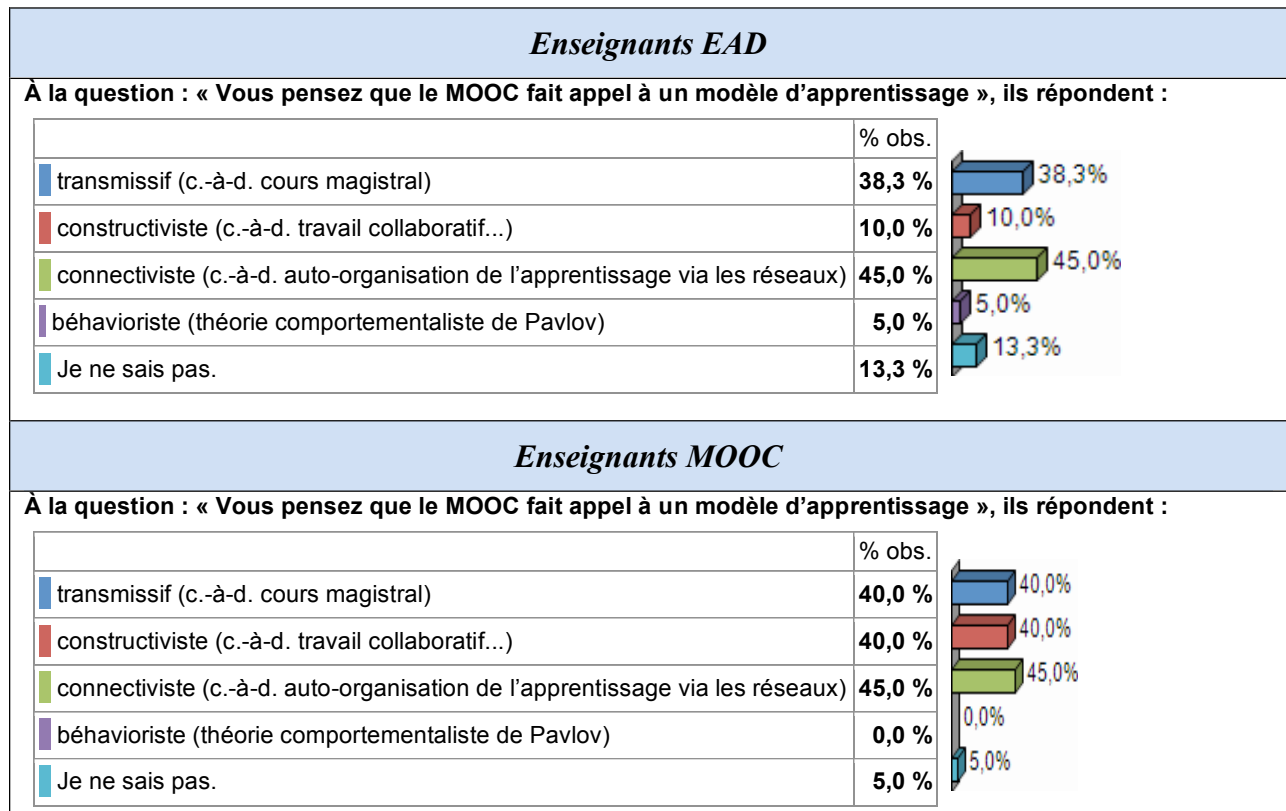 Enseignants EAD
À la question : « Vous pensez que le MOOC fait appel à un modèle d’apprentissage », ils répondent :
% obs.
transmissif (c.-à-d. cours magistral) 38,3 % 38,3%
constructiviste (c.-à-d. travail collaboratif...) 10,0 % 10,0%
connectiviste (c.-à-d. auto-organisation de l’apprentissage via les réseaux) 45,0 % 45,0%
béhavioriste (théorie comportementaliste de Pavlov) 5,0 % 5,0%
Je ne sais pas. 13,3 % 13,3%
Enseignants MOOC
À la question : « Vous pensez que le MOOC fait appel à un modèle d’apprentissage », ils répondent :
% obs.
transmissif (c.-à-d. cours magistral) 40,0 % 40,0%
constructiviste (c.-à-d. travail collaboratif...) 40,0 % 40,0%
connectiviste (c.-à-d. auto-organisation de l’apprentissage via les réseaux) 45,0 % 45,0%
béhavioriste (théorie comportementaliste de Pavlov) 0,0 % 0,0%
Je ne sais pas. 5,0 % 5,0%